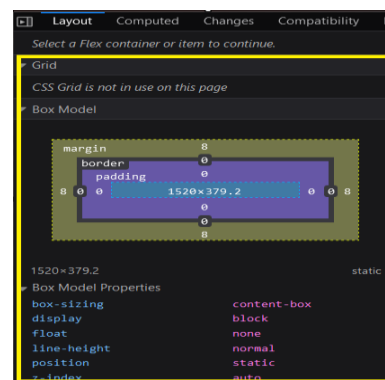 Layout Computed Changes Compatibility
Select a Flex container or item to continue.
Grid
CSS Grid is not in use on this page
Box Model
margin 8
border 0
padding 0
8 0 0 1520×379.2 0 0 8
0
0
8
1520×379.2 static
Box Model Properties
box-sizing content-box
display block
float none
line-height normal
position static
z-index auto